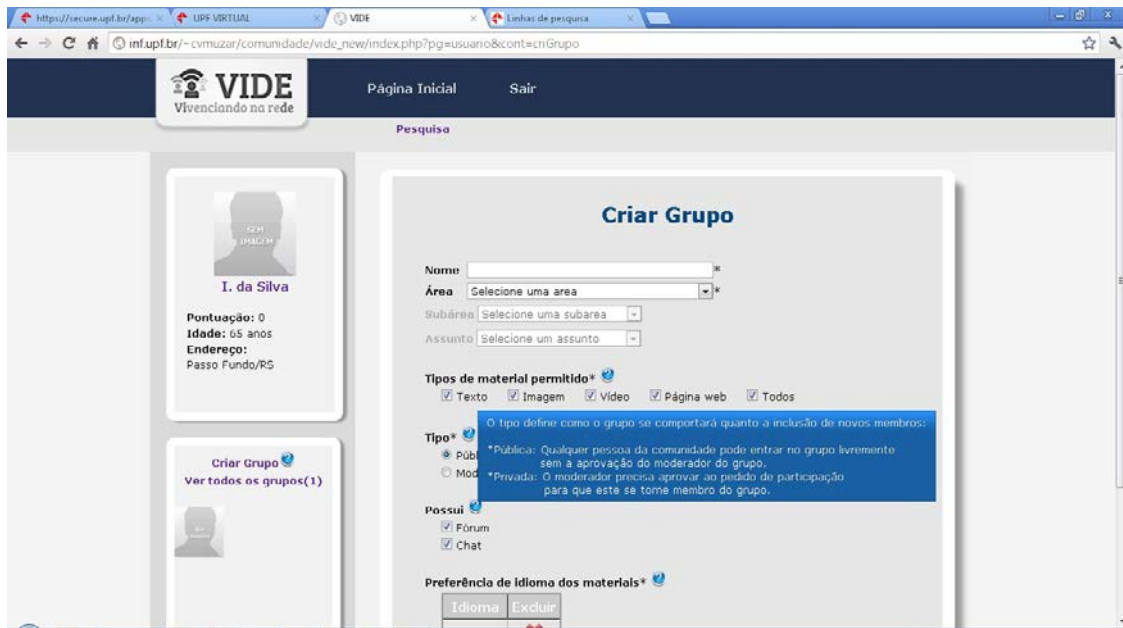 https://secure.upf.br/apps
UPF VIRTUAL
VIDE
Linhas de pesquisa
inf.upf.br/~cvmuzar/comunidade/vide_new/index.php?pg=usuario&cont=criGrupo
VIDE
Vivenciando na rede
Página Inicial
Sair
Pesquisa
SEM
IMAGEM
I. da Silva
Pontuação: 0
Idade: 65 anos
Endereço:
Passo Fundo/RS
Criar Grupo
Ver todos os grupos(1)
Criar Grupo
Nome *
Área Selecione uma area *
Subárea Selecione uma subarea
Assunto Selecione um assunto
Tipos de material permitido*
Texto Imagem Vídeo Página web Todos
O tipo define como o grupo se comportará quanto a inclusão de novos membros:
*Pública: Qualquer pessoa da comunidade pode entrar no grupo livremente
sem a aprovação do moderador do grupo.
*Privada: O moderador precisa aprovar ao pedido de participação
para que este se torne membro do grupo.
Tipo*
Públ
Mod
Possui
Fórum
Chat
Preferência de idioma dos materiais*
Idioma Excluir